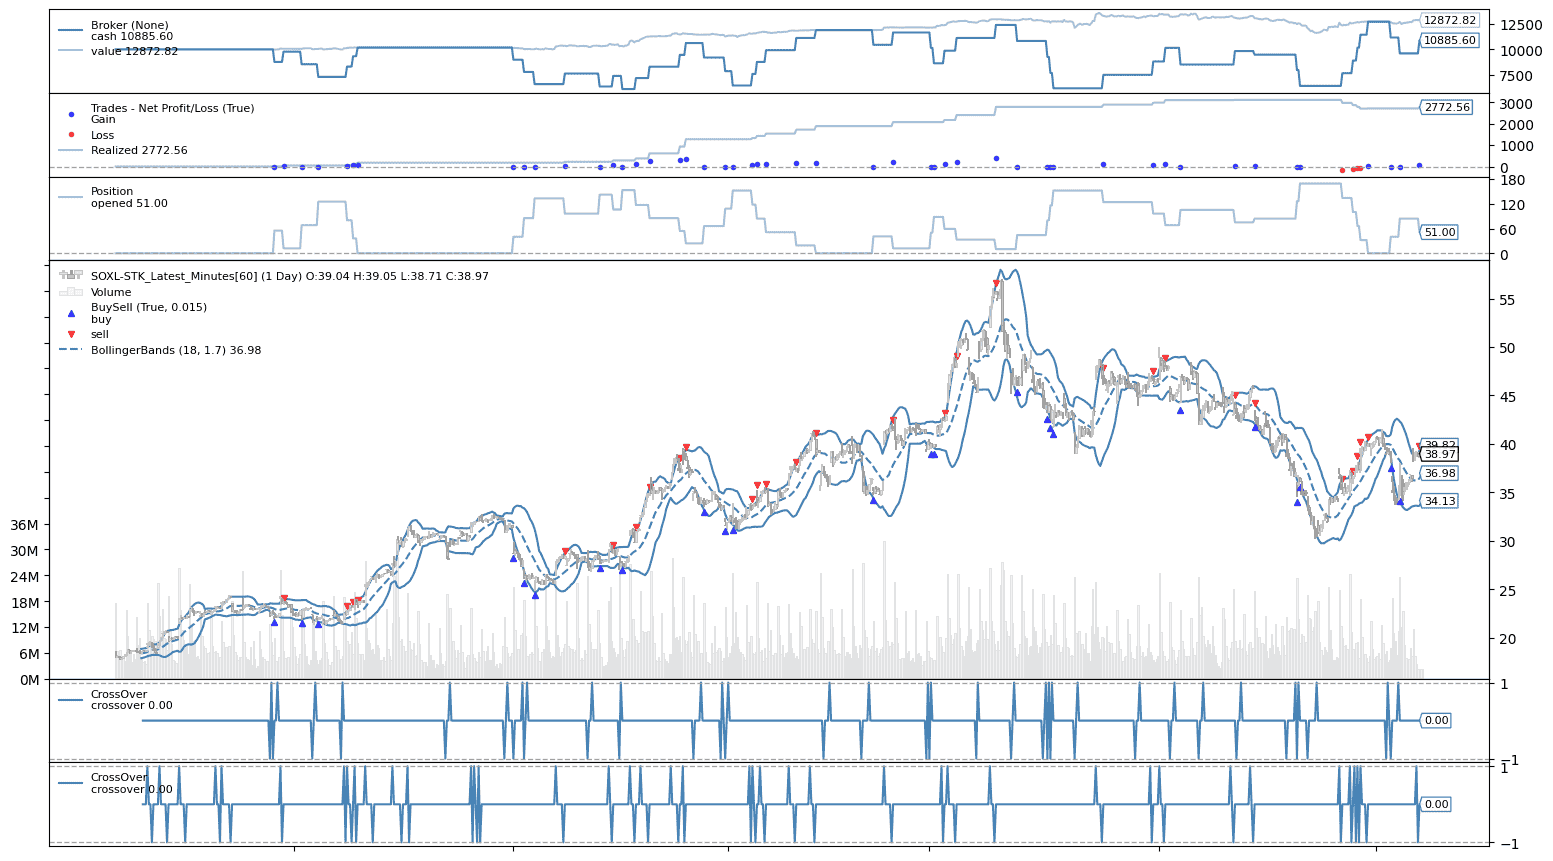 Broker (None)
cash 10885.60
value 12872.82
12872.82
10885.60
12500
10000
7500
Trades - Net Profit/Loss (True)
Gain
Loss
Realized 2772.56
2772.56
3000
2000
1000
0
Position
opened 51.00
51.00
180
120
60
0
SOXL-STK_Latest_Minutes[60] (1 Day) O:39.04 H:39.05 L:38.71 C:38.97
Volume
BuySell (True, 0.015)
buy
sell
BollingerBands (18, 1.7) 36.98
55
50
45
40
35
30
25
20
39.82
38.97
36.98
34.13
36M
30M
24M
18M
12M
6M
0M
CrossOver
crossover 0.00
0.00
1
−1
CrossOver
crossover 0.00
0.00
1
−1